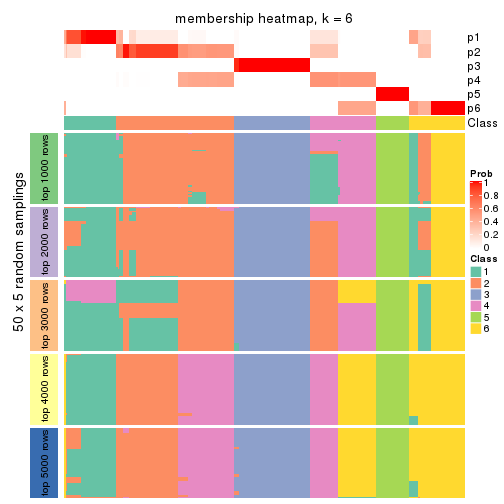 membership heatmap, k = 6
p1
p2
p3
p4
p5
p6
Class
50 x 5 random samplings
top 1000 rows
top 2000 rows
top 3000 rows
top 4000 rows
top 5000 rows
Prob
1
0.8
0.6
0.4
0.2
0
Class
1
2
3
4
5
6